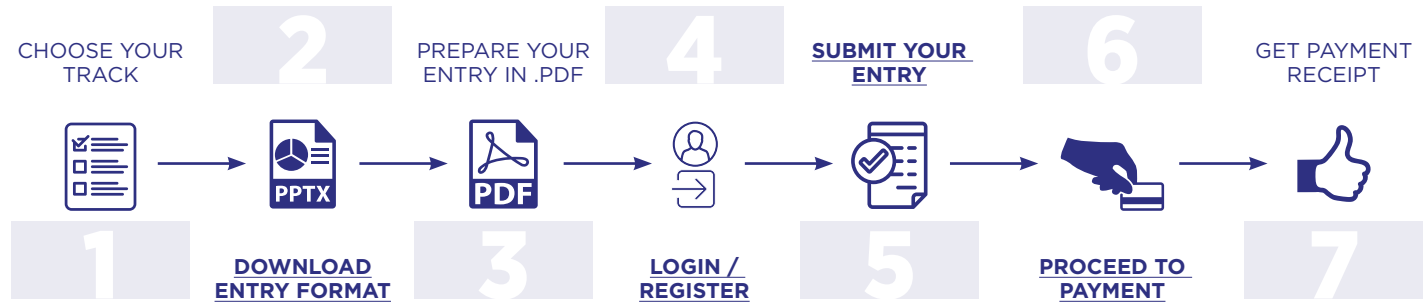 CHOOSE YOUR
TRACK
1
2
PPTX
DOWNLOAD
ENTRY FORMAT
PREPARE YOUR
ENTRY IN .PDF
PDF
3
4
LOGIN /
REGISTER
SUBMIT YOUR
ENTRY
5
6
PROCEED TO
PAYMENT
GET PAYMENT
RECEIPT
7